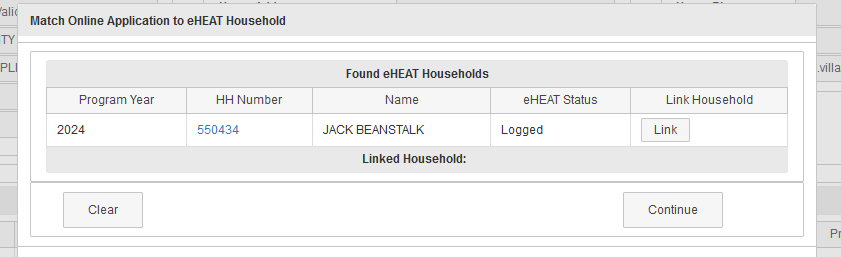 Match Online Application to eHEAT Household
Found eHEAT Households
Program Year HH Number Name eHEAT Status Link Household
2024 550434 JACK BEANSTALK Logged Link
Linked Household:
Clear Continue